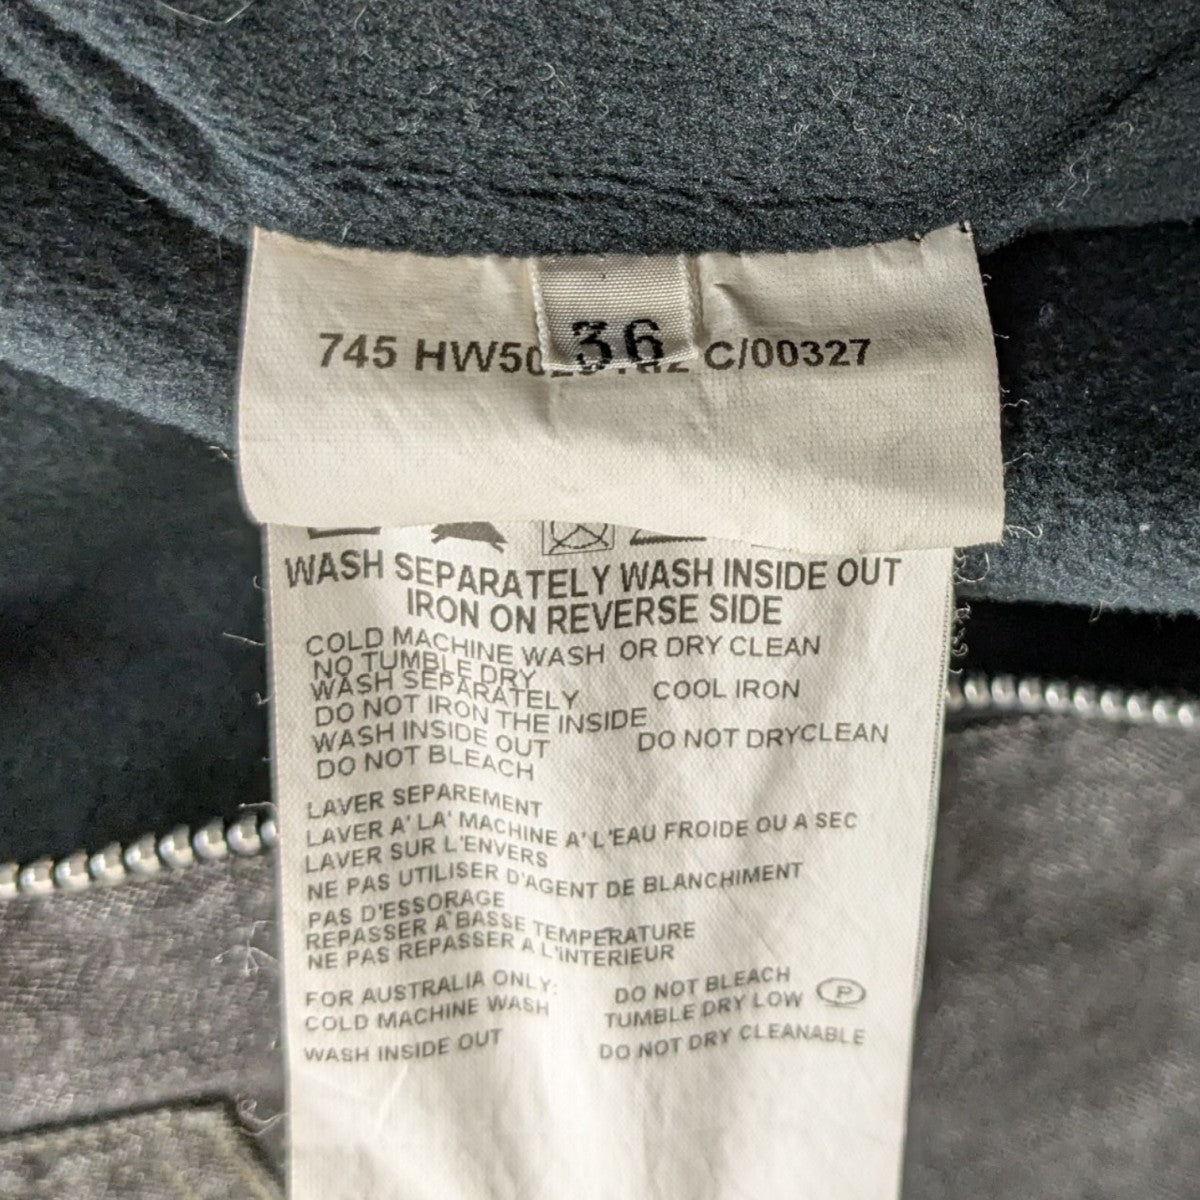 36
745 C/00327
WASH SEPARATELY WASH INSIDE OUT
IRON ON REVERSE SIDE
COLD MACHINE WASH OR DRY CLEAN
NO TUMBLE DRY
WASH SEPARATELY COOL IRON
DO NOT IRON THE INSIDE
WASH INSIDE OUT DO NOT DRYCLEAN
DO NOT BLEACH
LAVER SEPAREMENT
LAVER A' LA' MACHINE A' L'EAU FROIDE OU A SEC
LAVER SUR L'ENVERS
NE PAS UTILISER D'AGENT DE BLANCHIMENT
PAS D'ESSORAGE
REPASSER A' BASSE TEMPERATURE
NE PAS REPASSER A L'INTERIEUR
FOR AUSTRALIA ONLY: DO NOT BLEACH
COLD MACHINE WASH TUMBLE DRY LOW P
WASH INSIDE OUT DO NOT DRY CLEANABLE